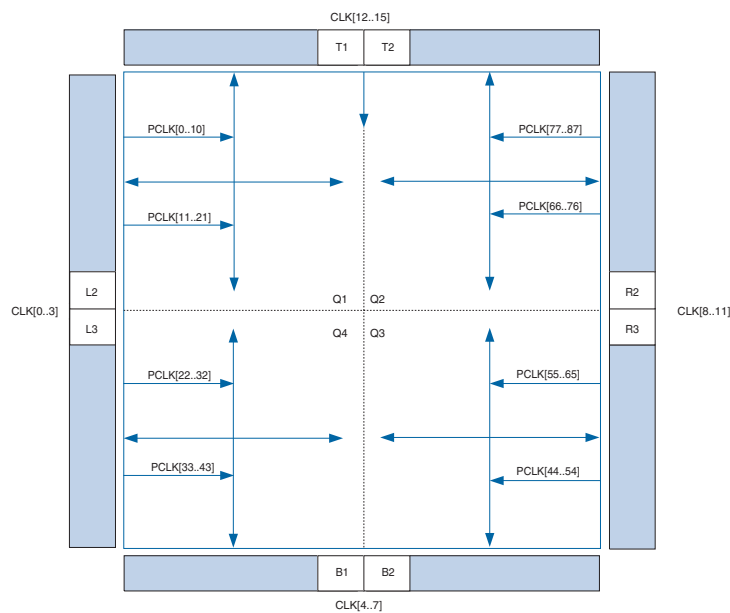 CLK[12..15]
T1 T2
PCLK[0..10] PCLK[77..87]
PCLK[11..21] PCLK[66..76]
L2 R2
Q1 Q2
CLK[0..3] CLK[8..11]
L3 R3
Q4 Q3
PCLK[22..32] PCLK[55..65]
PCLK[33..43] PCLK[44..54]
B1 B2
CLK[4..7]